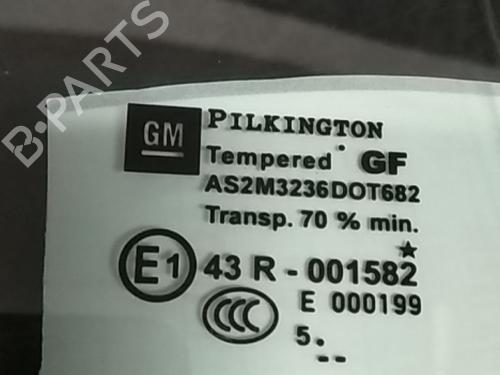 B-PARTS
GM
PILKINGTON
Tempered GF
AS2M3236DOT682
Transp. 70 % min.
E1 43 R - 001582
CCC E 000199
5.